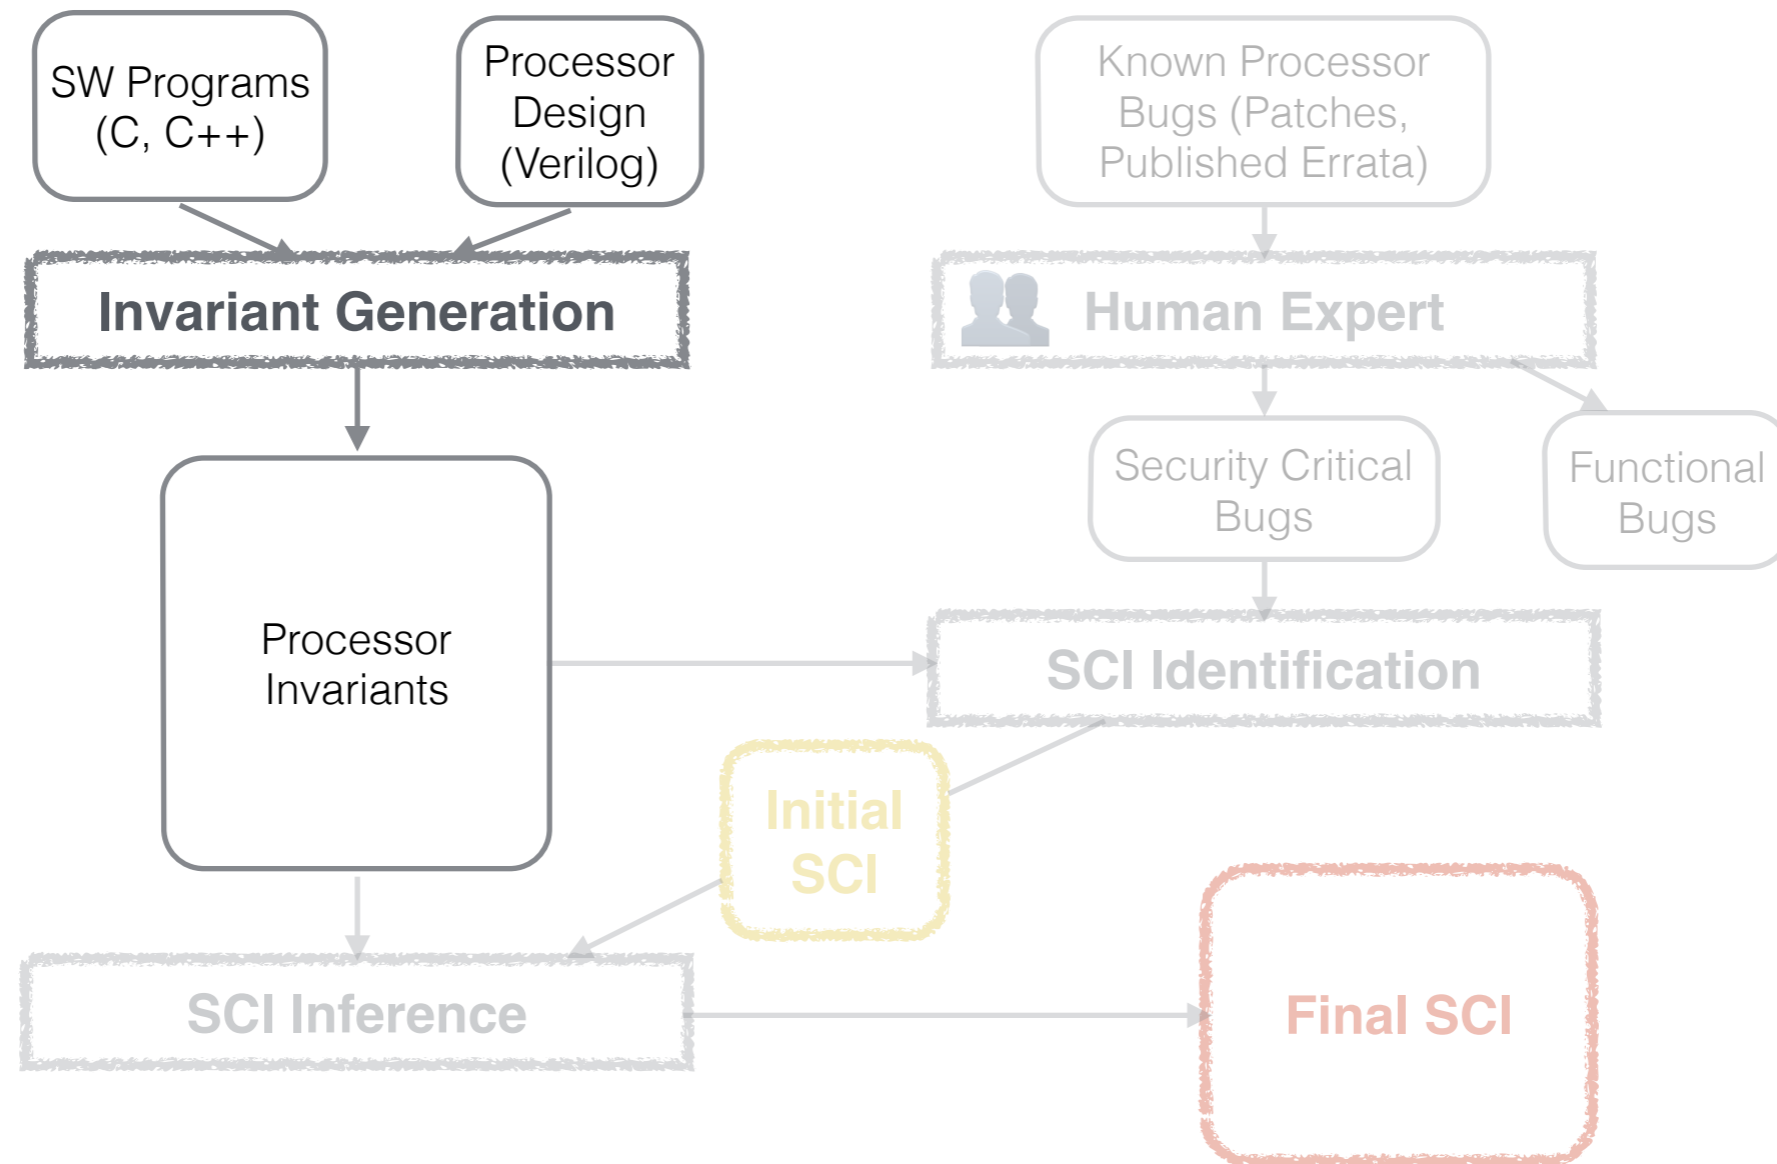 SW Programs
(C, C++)
Processor
Design
(Verilog)
Known Processor
Bugs (Patches,
Published Errata)
Invariant Generation
Human Expert
Security Critical
Bugs
Functional
Bugs
Processor
Invariants
SCI Identification
Initial
SCI
SCI Inference
Final SCI